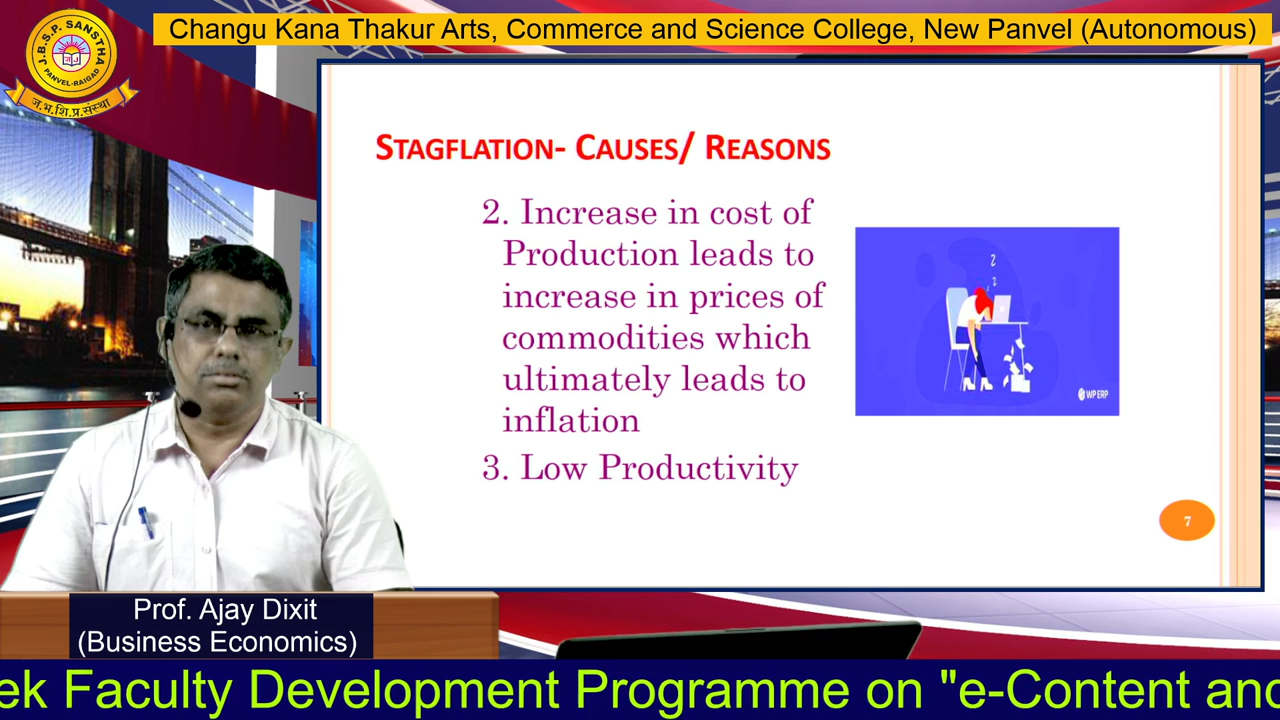 Changu Kana Thakur Arts, Commerce and Science College, New Panvel (Autonomous)
J.B.S.P. SANSTHA
PANVEL-RAIGAD
ज.भ.शि.प्र.संस्था
STAGFLATION- CAUSES/ REASONS
2. Increase in cost of
Production leads to
increase in prices of
commodities which
ultimately leads to
inflation
3. Low Productivity
WP ERP
7
Prof. Ajay Dixit
(Business Economics)
ek Faculty Development Programme on "e-Content and